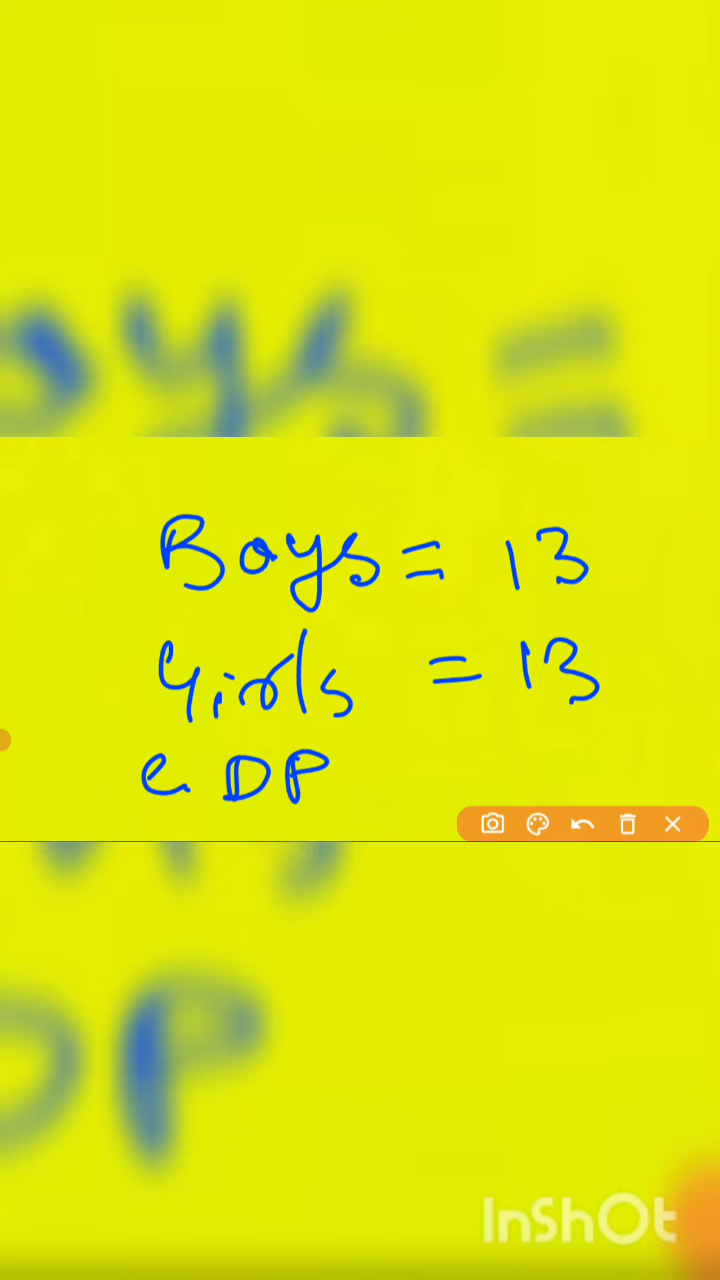 Boys = 13
Girls = 13
e DP
InShOt